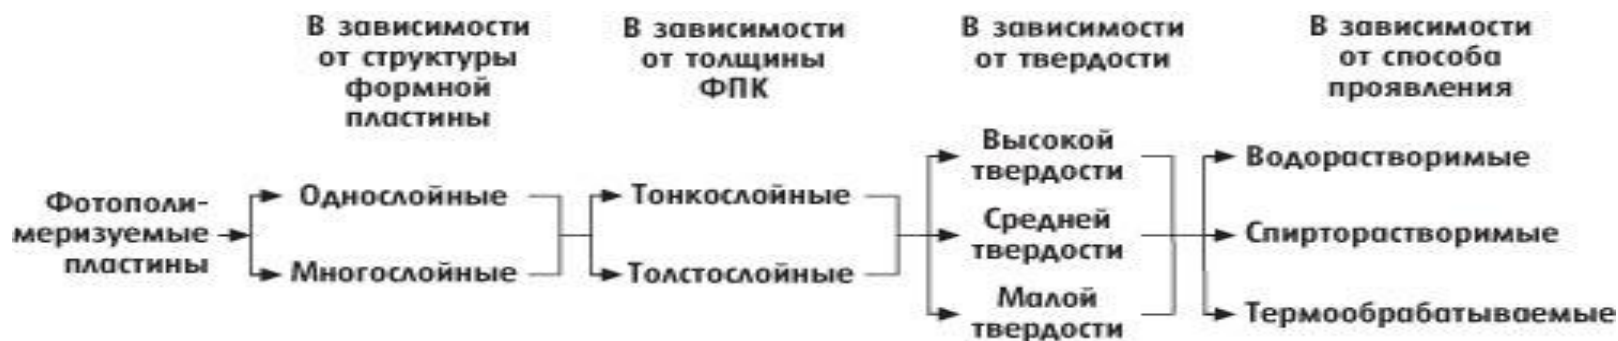 В зависимости
от структуры
формной
пластины
В зависимости
от толщины
ФПК
В зависимости
от твердости
В зависимости
от способа
проявления
Фотополи-
меризуемые
пластины
Однослойные
Многослойные
Тонкослойные
Толстослойные
Высокой
твердости
Средней
твердости
Малой
твердости
Водорастворимые
Спирторастворимые
Термообрабатываемые